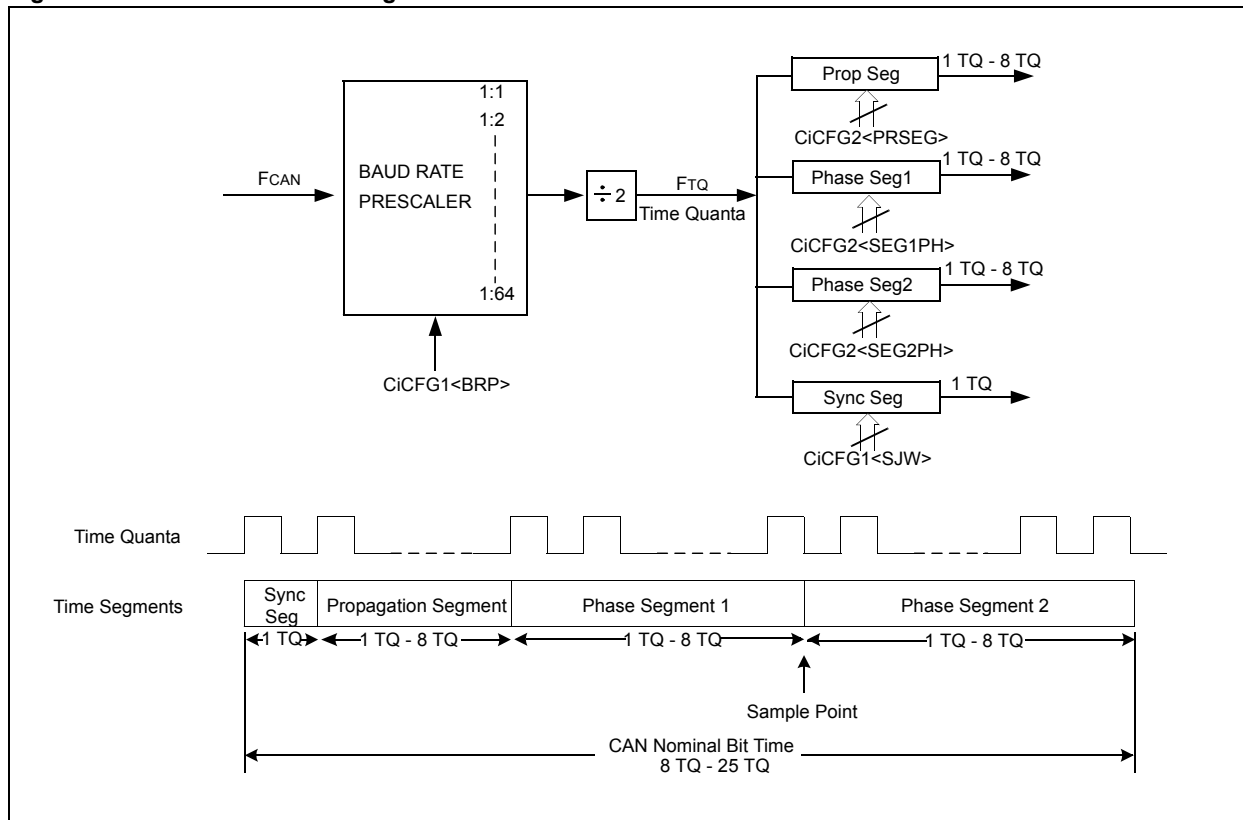 1:1
1:2
1:64
BAUD RATE
PRESCALER
FCAN
CiCFG1<BRP>
÷ 2
FTQ
Time Quanta
Prop Seg
1 TQ - 8 TQ
CiCFG2<PRSEG>
Phase Seg1
1 TQ - 8 TQ
CiCFG2<SEG1PH>
Phase Seg2
1 TQ - 8 TQ
CiCFG2<SEG2PH>
Sync Seg
1 TQ
CiCFG1<SJW>
Time Quanta
Time Segments
Sync
Seg
Propagation Segment
Phase Segment 1
Phase Segment 2
1 TQ
1 TQ - 8 TQ
1 TQ - 8 TQ
1 TQ - 8 TQ
Sample Point
CAN Nominal Bit Time
8 TQ - 25 TQ